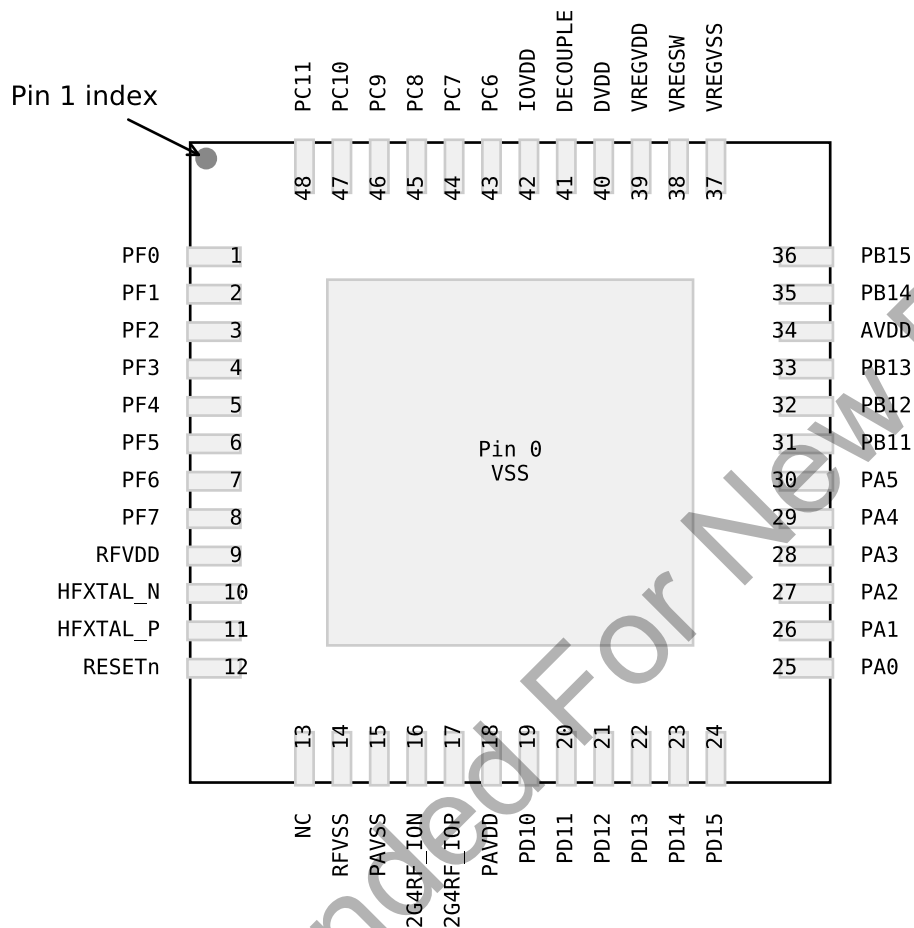 PC11
PC10
PC9
PC8
PC7
PC6
IOVDD
DECOUPLE
DVDD
VREGVDD
VREGSW
VREGVSS
Pin 1 index
48
47
46
45
44
43
42
41
40
39
38
37
PF0 1
36 PB15
PF1 2
35 PB14
PF2 3
34 AVDD
PF3 4
33 PB13
PF4 5
32 PB12
PF5 6
31 PB11
Pin 0
VSS
PF6 7
30 PA5
PF7 8
29 PA4
RFVDD 9
28 PA3
HFXTAL_N 10
27 PA2
HFXTAL_P 11
26 PA1
RESETn 12
25 PA0
13
14
15
16
17
18
19
20
21
22
23
24
NC
RFVSS
PAVSS
2G4RF_ION
2G4RF_IOP
PAVDD
PD10
PD11
PD12
PD13
PD14
PD15
nded For New